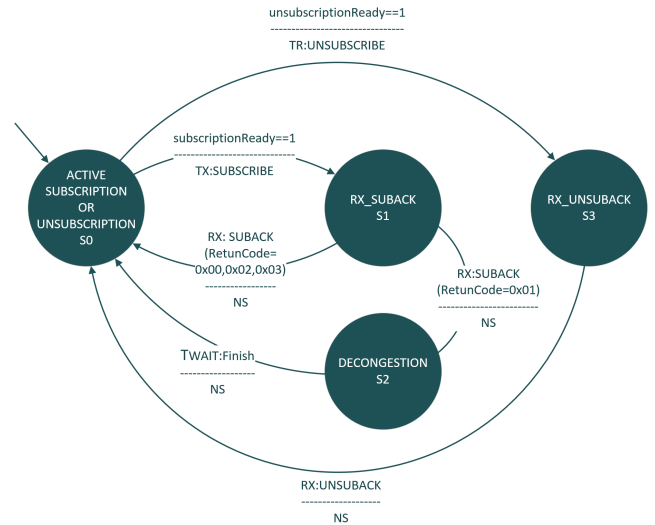 unsubscriptionReady==1
--------------------------------
TR:UNSUBSCRIBE
subscriptionReady==1
-----------------------------
TX:SUBSCRIBE
ACTIVE
SUBSCRIPTION
OR
UNSUBSCRIPTION
S0
RX_SUBACK
S1
RX_UNSUBACK
S3
RX: SUBACK
(RetunCode=
0x00,0x02,0x03)
-----------------
NS
RX:SUBACK
(RetunCode=0x01)
------------------------
NS
TWAIT:Finish
------------------
NS
DECONGESTION
S2
RX:UNSUBACK
-------------------
NS